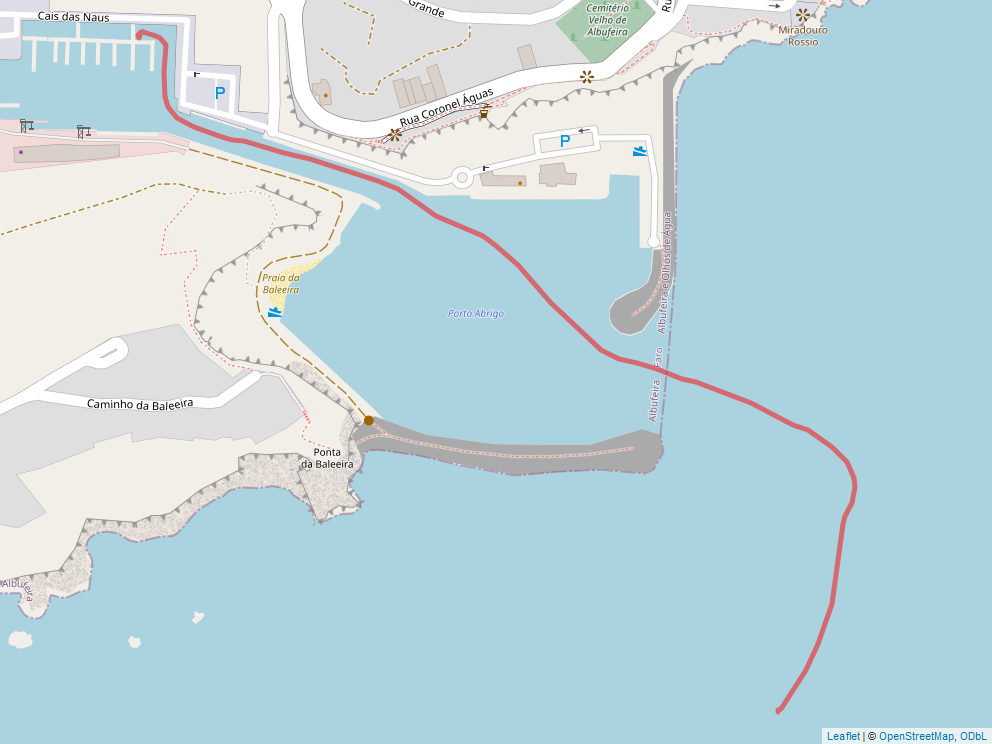 Cais das Naus
Grande
Ru
Cemitério
Velho de
Albufeira
Miradouro
Rossio
P
Rua Coronel Águas
P
Praia da
Baleeira
Porto Abrigo
Albufeira e Olhos de Água
Faro
Albufeira
Caminho da Baleeira
Ponta
da Baleeira
Albufeira
Leaflet | © OpenStreetMap, ODbL